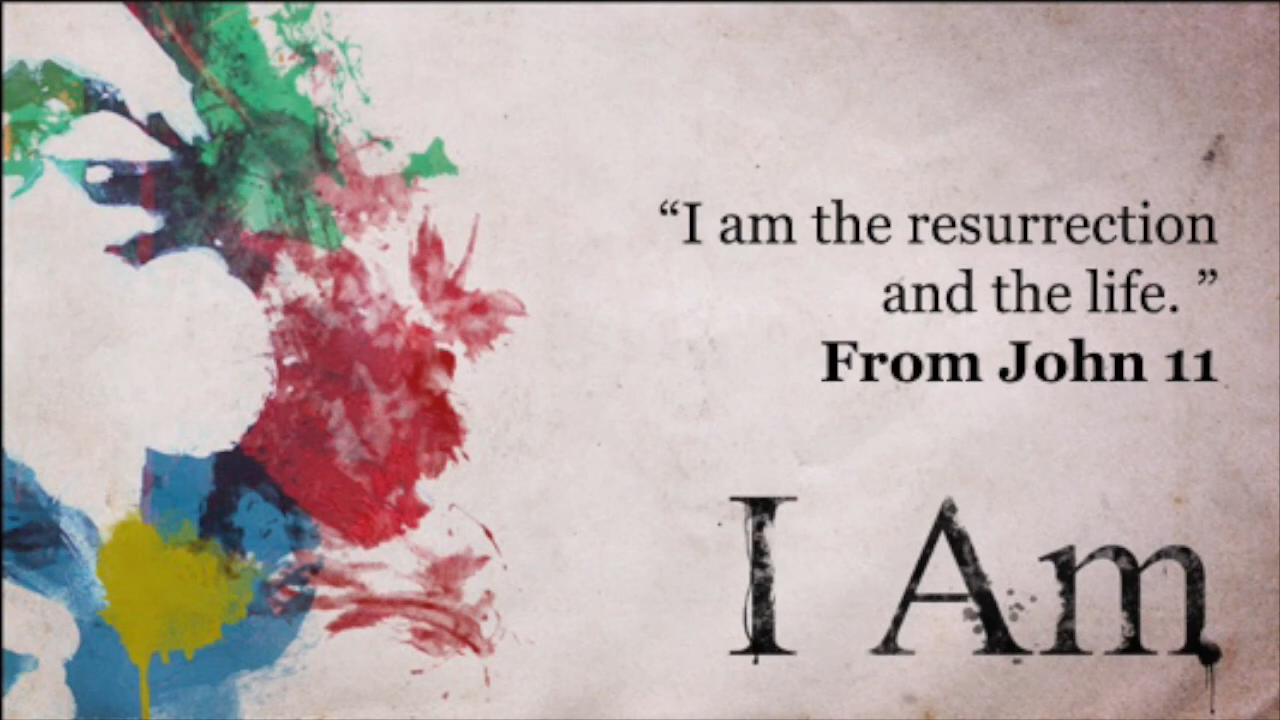 “I am the resurrection
and the life. ”
From John 11
I Am